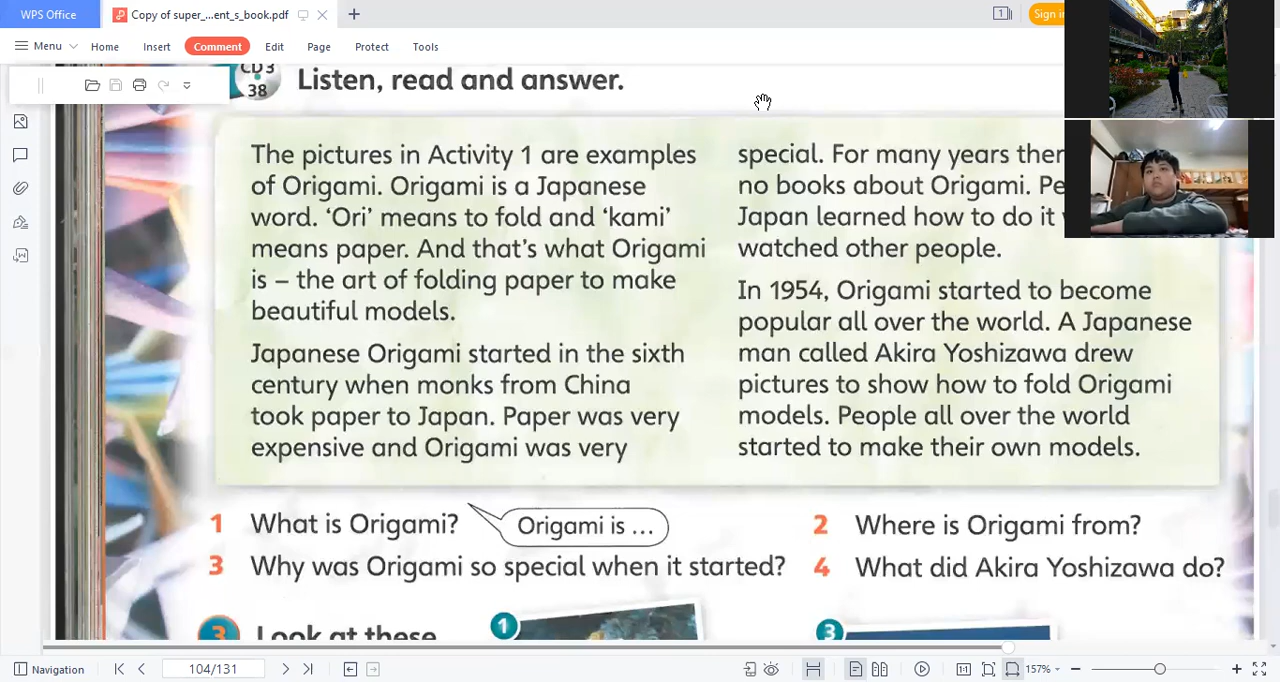 WPS Office
Copy of super_...ent_s_book.pdf
Sign in
Menu
Home
Insert
Comment
Edit
Page
Protect
Tools
CD 3
38
Listen, read and answer.
The pictures in Activity 1 are examples
of Origami. Origami is a Japanese
word. ‘Ori’ means to fold and ‘kami’
means paper. And that’s what Origami
is – the art of folding paper to make
beautiful models.
Japanese Origami started in the sixth
century when monks from China
took paper to Japan. Paper was very
expensive and Origami was very
special. For many years
no books about Origami.
Japan learned how to do it
watched other people.
In 1954, Origami started to become
popular all over the world. A Japanese
man called Akira Yoshizawa drew
pictures to show how to fold Origami
models. People all over the world
started to make their own models.
1 What is Origami?
Origami is ...
2 Where is Origami from?
3 Why was Origami so special when it started?
4 What did Akira Yoshizawa do?
3 Look at these
1
3
Navigation
104/131
157%